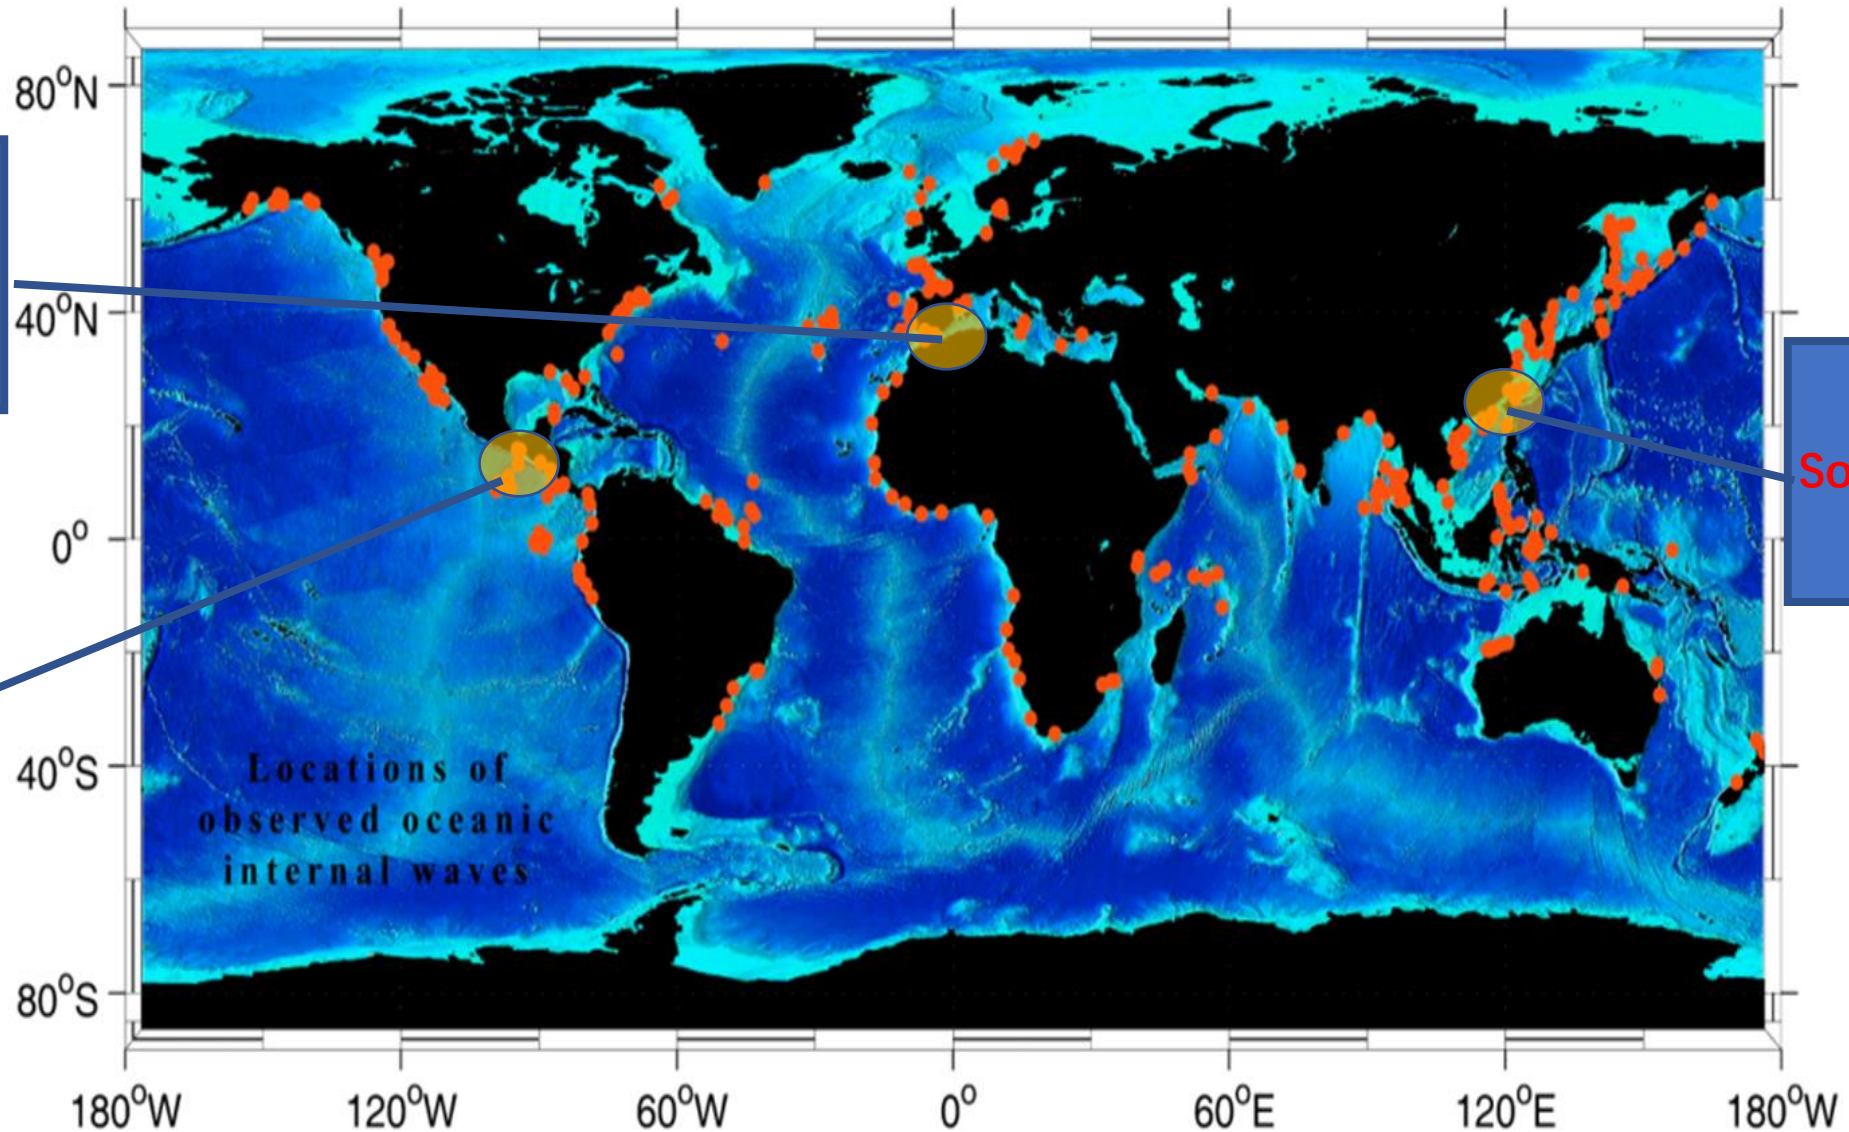 80°N
40°N
0°
40°S
80°S
So
Locations of
observed oceanic
internal waves
180°W 120°W 60°W 0° 60°E 120°E 180°W